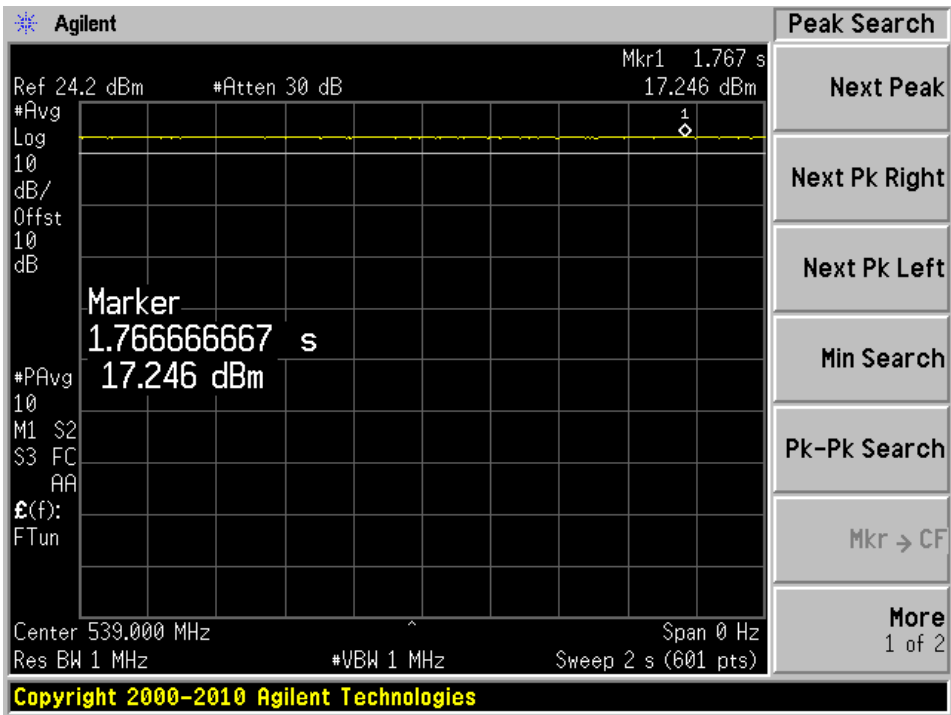 Agilent
Peak Search
Mkr1 1.767 s
Ref 24.2 dBm #Atten 30 dB 17.246 dBm
#Avg
Log
10
dB/
Offst
10
dB
1
Marker
1.766666667 s
17.246 dBm
#PAvg
10
M1 S2
S3 FC
AA
£(f):
FTun
Center 539.000 MHz ^ Span 0 Hz
Res BW 1 MHz #VBW 1 MHz Sweep 2 s (601 pts)
Copyright 2000-2010 Agilent Technologies
Next Peak
Next Pk Right
Next Pk Left
Min Search
Pk-Pk Search
Mkr → CF
More
1 of 2